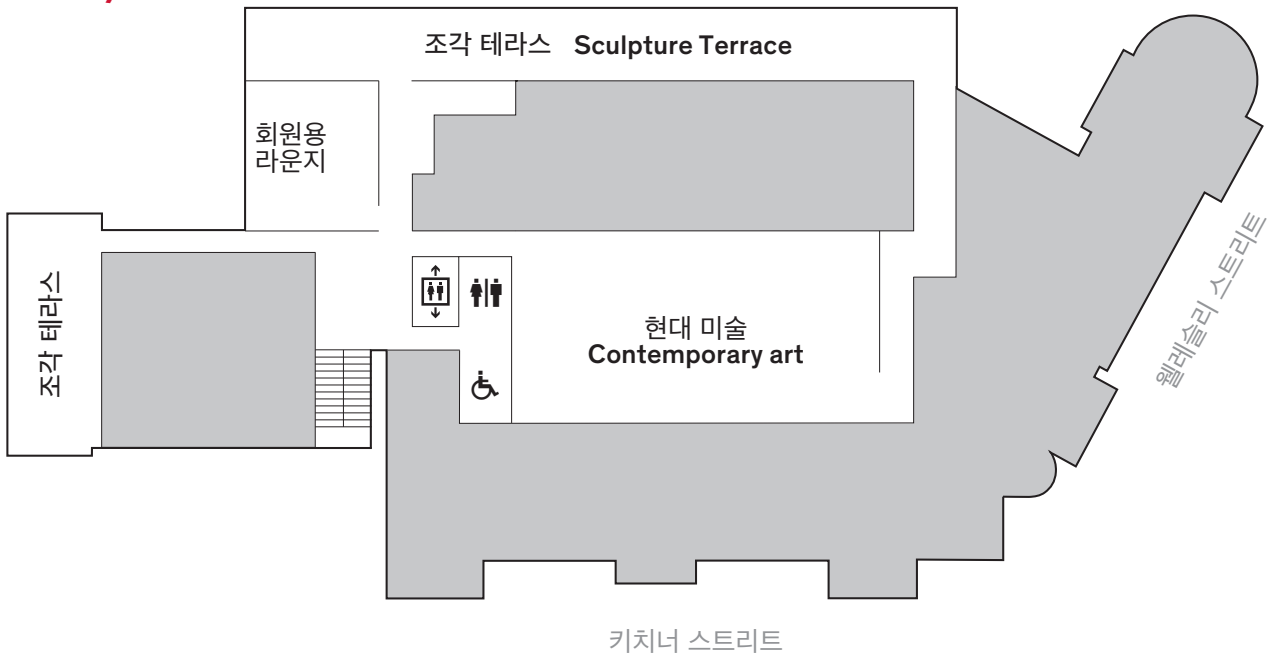 조각 테라스 Sculpture Terrace
회원용
라운지
조각 테라스
현대 미술
Contemporary art
웰레슬리 스트리트
키치너 스트리트